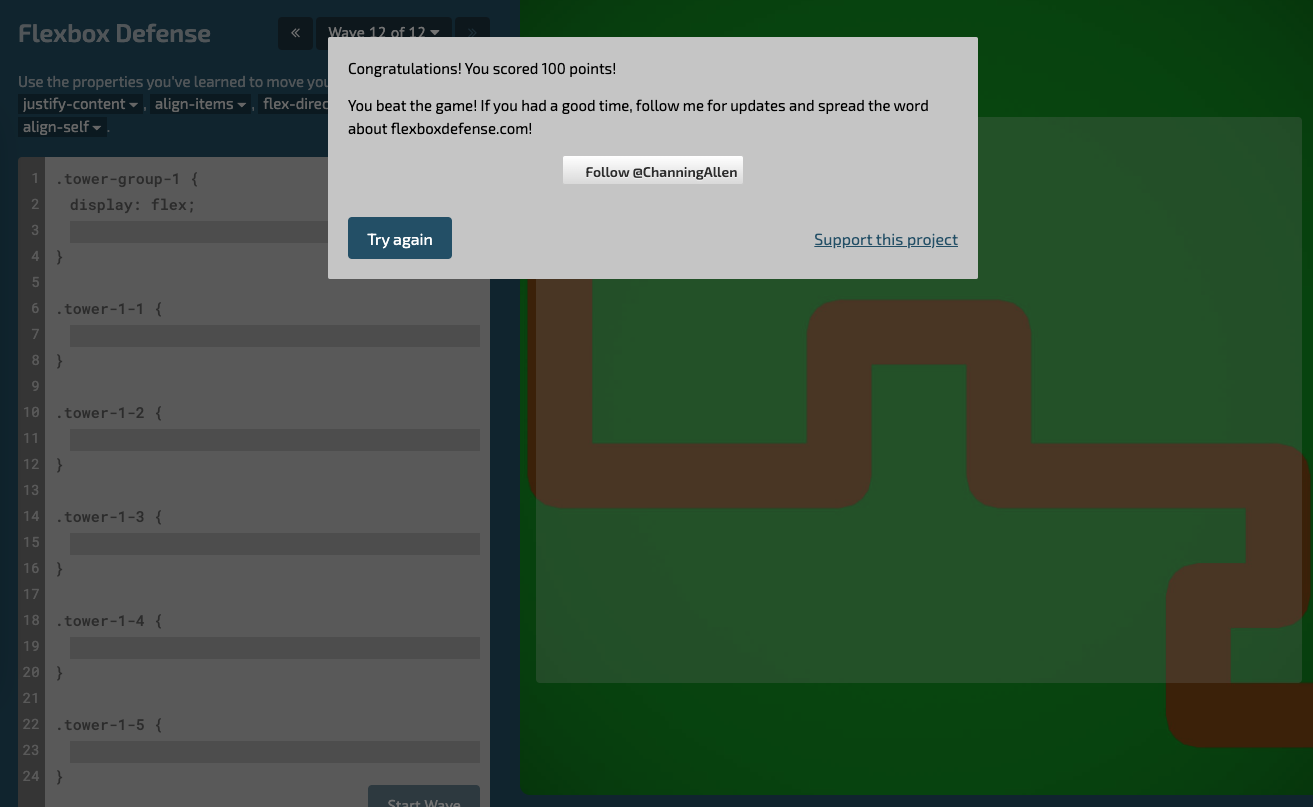 Flexbox Defense
«
Wave 12 of 12
»
Use the properties you've learned to move you
justify-content , align-items , flex-direc
align-self .
Congratulations! You scored 100 points!
You beat the game! If you had a good time, follow me for updates and spread the word
about flexboxdefense.com!
Follow @ChanningAllen
Try again
Support this project
1 .tower-group-1 {
2 display: flex;
3
4 }
5
6 .tower-1-1 {
7
8 }
9
10 .tower-1-2 {
11
12 }
13
14 .tower-1-3 {
15
16 }
17
18 .tower-1-4 {
19
20 }
21
22 .tower-1-5 {
23
24 }
Start Wave